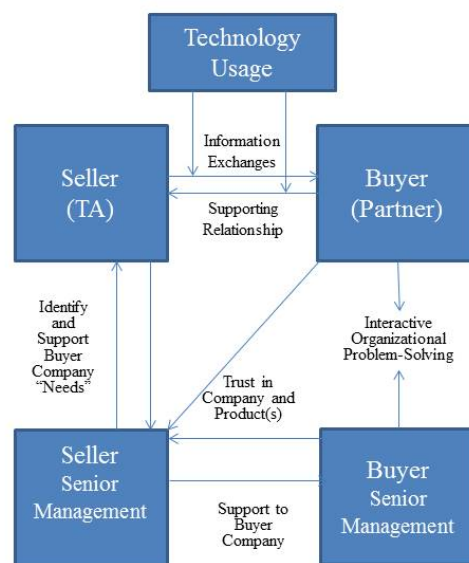 Technology
Usage
Information
Exchanges
Seller
(TA)
Buyer
(Partner)
Supporting
Relationship
Identify
and
Support
Buyer
Company
“Needs”
Interactive
Organizational
Problem-Solving
Trust in
Company and
Product(s)
Seller
Senior
Management
Buyer
Senior
Management
Support to
Buyer
Company